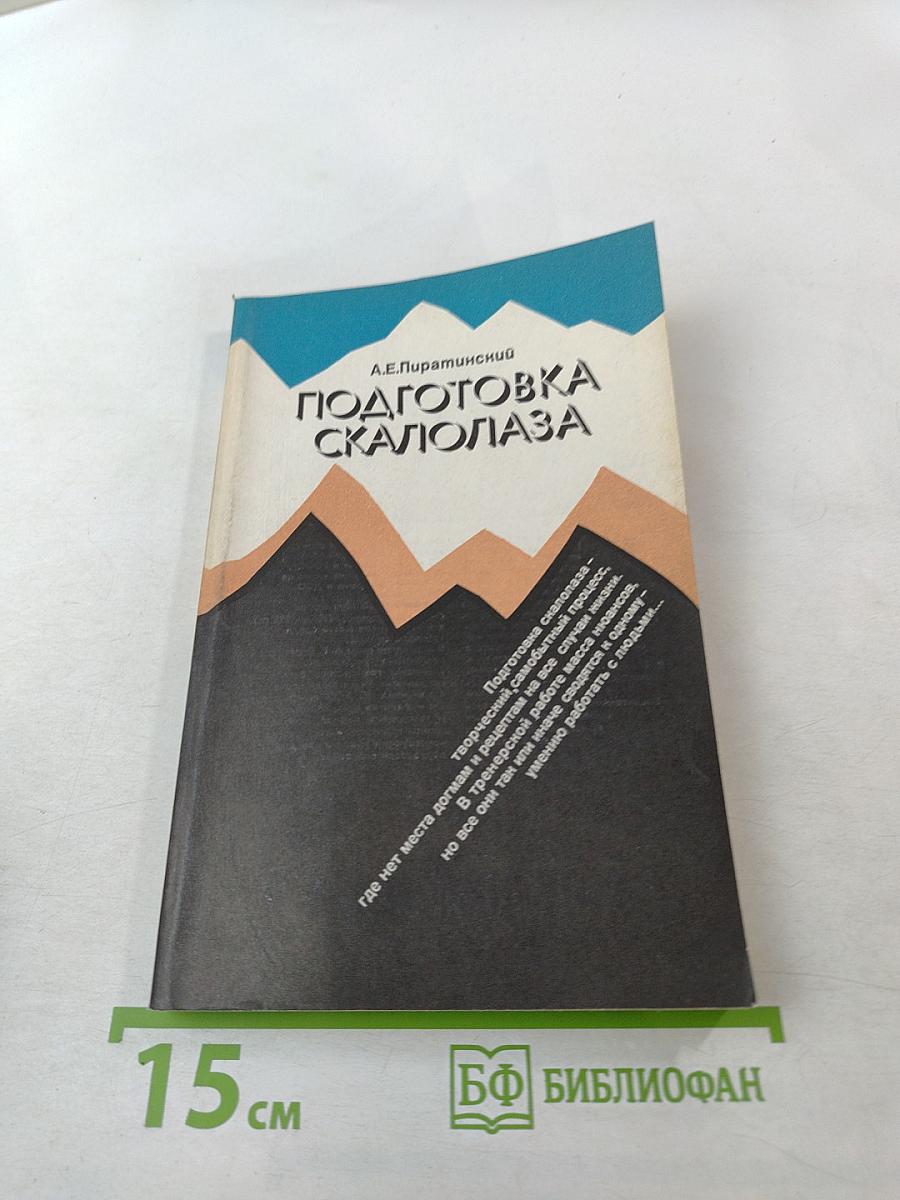 А.Е.Пиратинский
ПОДГОТОВКА
СКАЛОЛАЗА
Подготовка скалолаза –
творческий, самобытный процесс,
где нет места догмам и рецептам на все случаи жизни.
В тренерской работе масса нюансов,
но все они так или иначе сводятся к одному –
умению работать с людьми...
15 см
БФ БИБЛИОФАН